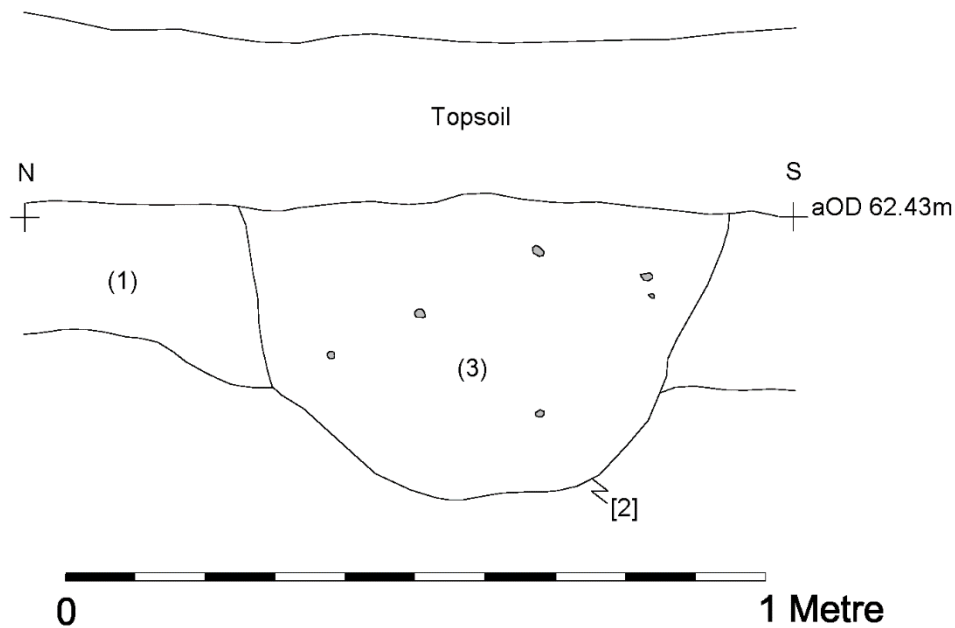 Topsoil
N
S
aOD 62.43m
(1)
(3)
[2]
0
1 Metre